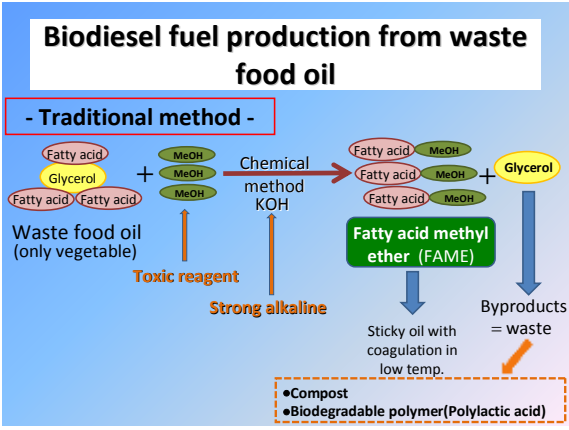 Biodiesel fuel production from waste
food oil
- Traditional method -
Fatty acid
Glycerol
Fatty acid
Fatty acid
+
MeOH
MeOH
MeOH
Chemical
method
KOH
Fatty acid
MeOH
Fatty acid
MeOH
Fatty acid
MeOH
+
Glycerol
Waste food oil
(only vegetable)
Toxic reagent
Strong alkaline
Fatty acid methyl
ether (FAME)
Sticky oil with
coagulation in
low temp.
Byproducts
= waste
●Compost
●Biodegradable polymer(Polylactic acid)